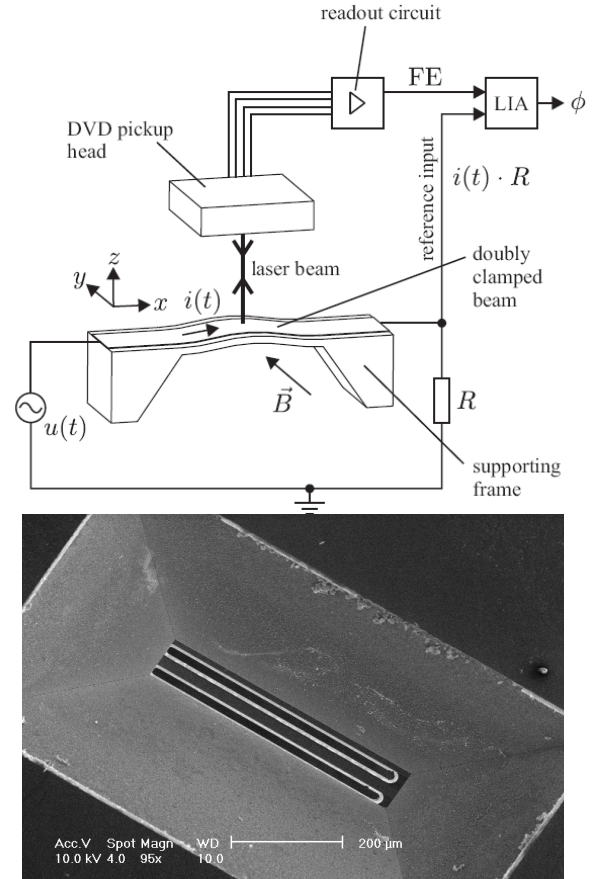 readout circuit
FE
LIA
ϕ
DVD pickup
head
reference input
i(t) · R
laser beam
doubly
clamped
beam
z
y
x
i(t)
B⃗
u(t)
R
supporting
frame
Acc.V Spot Magn WD
200 μm
10.0 kV 4.0 95x 10.0